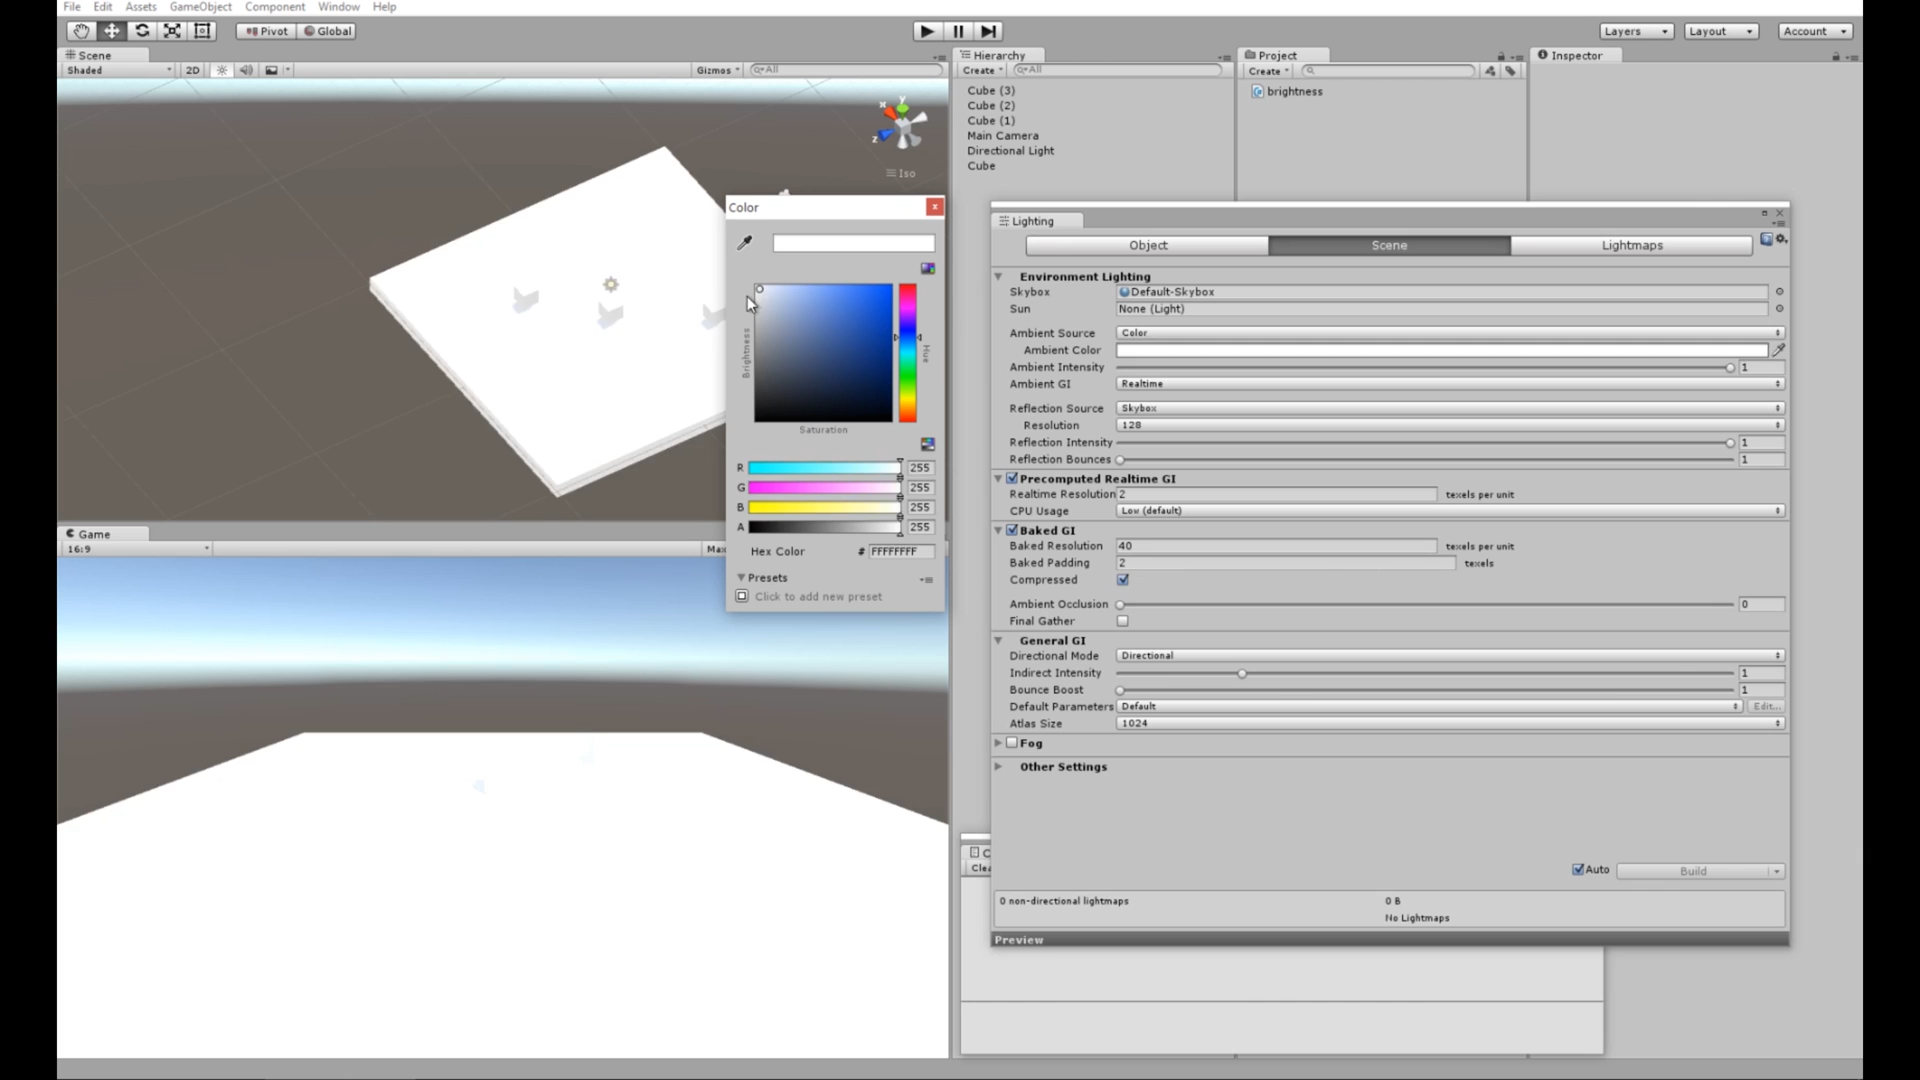 File Edit Assets GameObject Component Window Help
Pivot Global Layers Layout Account
Scene
Shaded 2D Gizmos All
Iso
Hierarchy
Create All
Cube (3)
Cube (2)
Cube (1)
Main Camera
Directional Light
Cube
Project
Create
brightness
Inspector
Color
Brightness
Hue
Saturation
R 255
G 255
B 255
A 255
Hex Color # FFFFFFFF
Presets
Click to add new preset
Game
16:9 Max
Lighting
Object Scene Lightmaps
Environment Lighting
Skybox Default-Skybox
Sun None (Light)
Ambient Source Color
Ambient Color
Ambient Intensity 1
Ambient GI Realtime
Reflection Source Skybox
Resolution 128
Reflection Intensity 1
Reflection Bounces 1
Precomputed Realtime GI
Realtime Resolution 2 texels per unit
CPU Usage Low (default)
Baked GI
Baked Resolution 40 texels per unit
Baked Padding 2 texels
Compressed
Ambient Occlusion 0
Final Gather
General GI
Directional Mode Directional
Indirect Intensity 1
Bounce Boost 1
Default Parameters Default Edit...
Atlas Size 1024
Fog
Other Settings
Auto Build
0 non-directional lightmaps 0 B
No Lightmaps
Preview
C
Clea